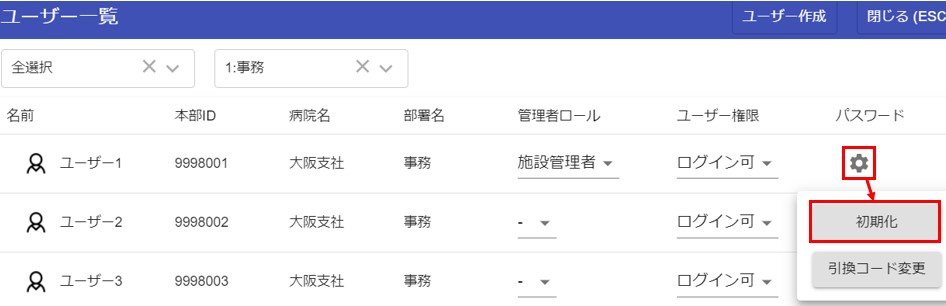 ユーザー一覧 ユーザー作成 閉じる (ESC
全選択 1:事務
名前 本部ID 病院名 部署名 管理者ロール ユーザー権限 パスワード
ユーザー1 9998001 大阪支社 事務 施設管理者 ログイン可
ユーザー2 9998002 大阪支社 事務 - ログイン可 初期化
引換コード変更
ユーザー3 9998003 大阪支社 事務 - ログイン可